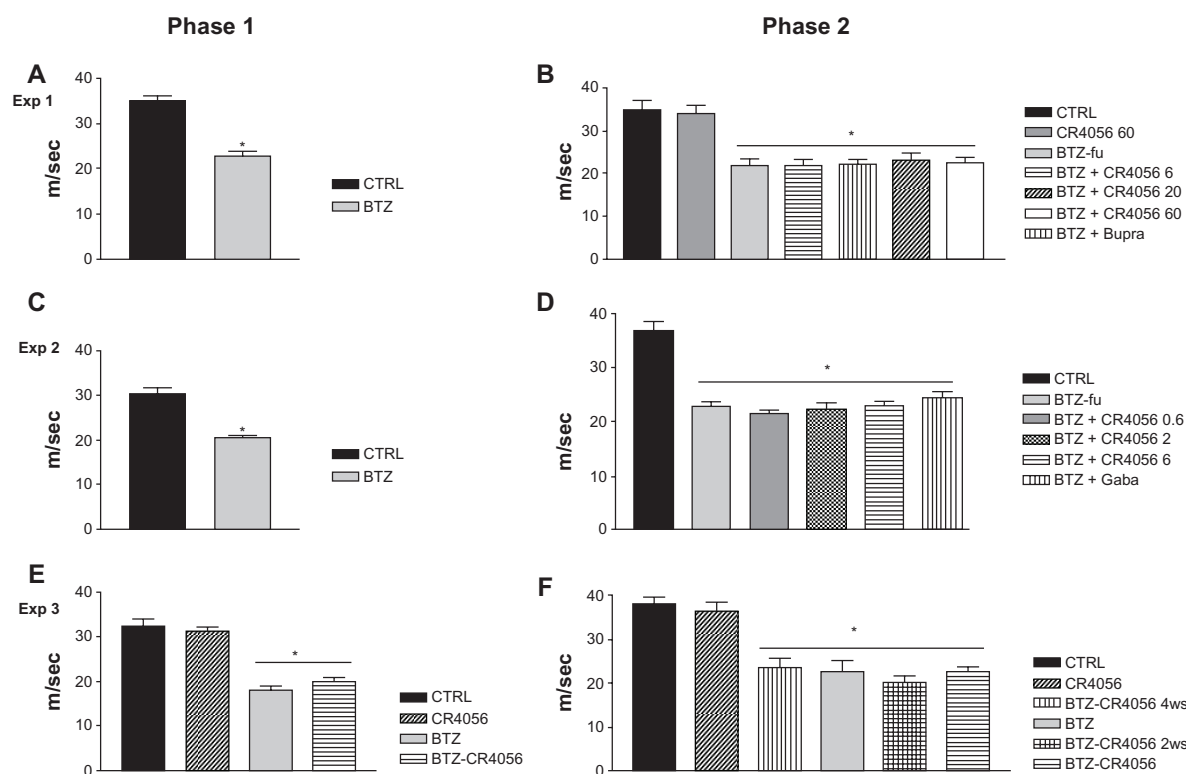 Phase 1
Phase 2
A
Exp 1
m/sec
40
30
20
10
0
*
CTRL
BTZ
B
m/sec
40
30
20
10
0
*
CTRL
CR4056 60
BTZ-fu
BTZ + CR4056 6
BTZ + CR4056 20
BTZ + CR4056 60
BTZ + Bupra
C
Exp 2
m/sec
40
30
20
10
0
*
CTRL
BTZ
D
m/sec
40
30
20
10
0
*
CTRL
BTZ-fu
BTZ + CR4056 0.6
BTZ + CR4056 2
BTZ + CR4056 6
BTZ + Gaba
E
Exp 3
m/sec
40
30
20
10
0
*
CTRL
CR4056
BTZ
BTZ-CR4056
F
m/sec
40
30
20
10
0
*
CTRL
CR4056
BTZ-CR4056 4ws
BTZ
BTZ-CR4056 2ws
BTZ-CR4056